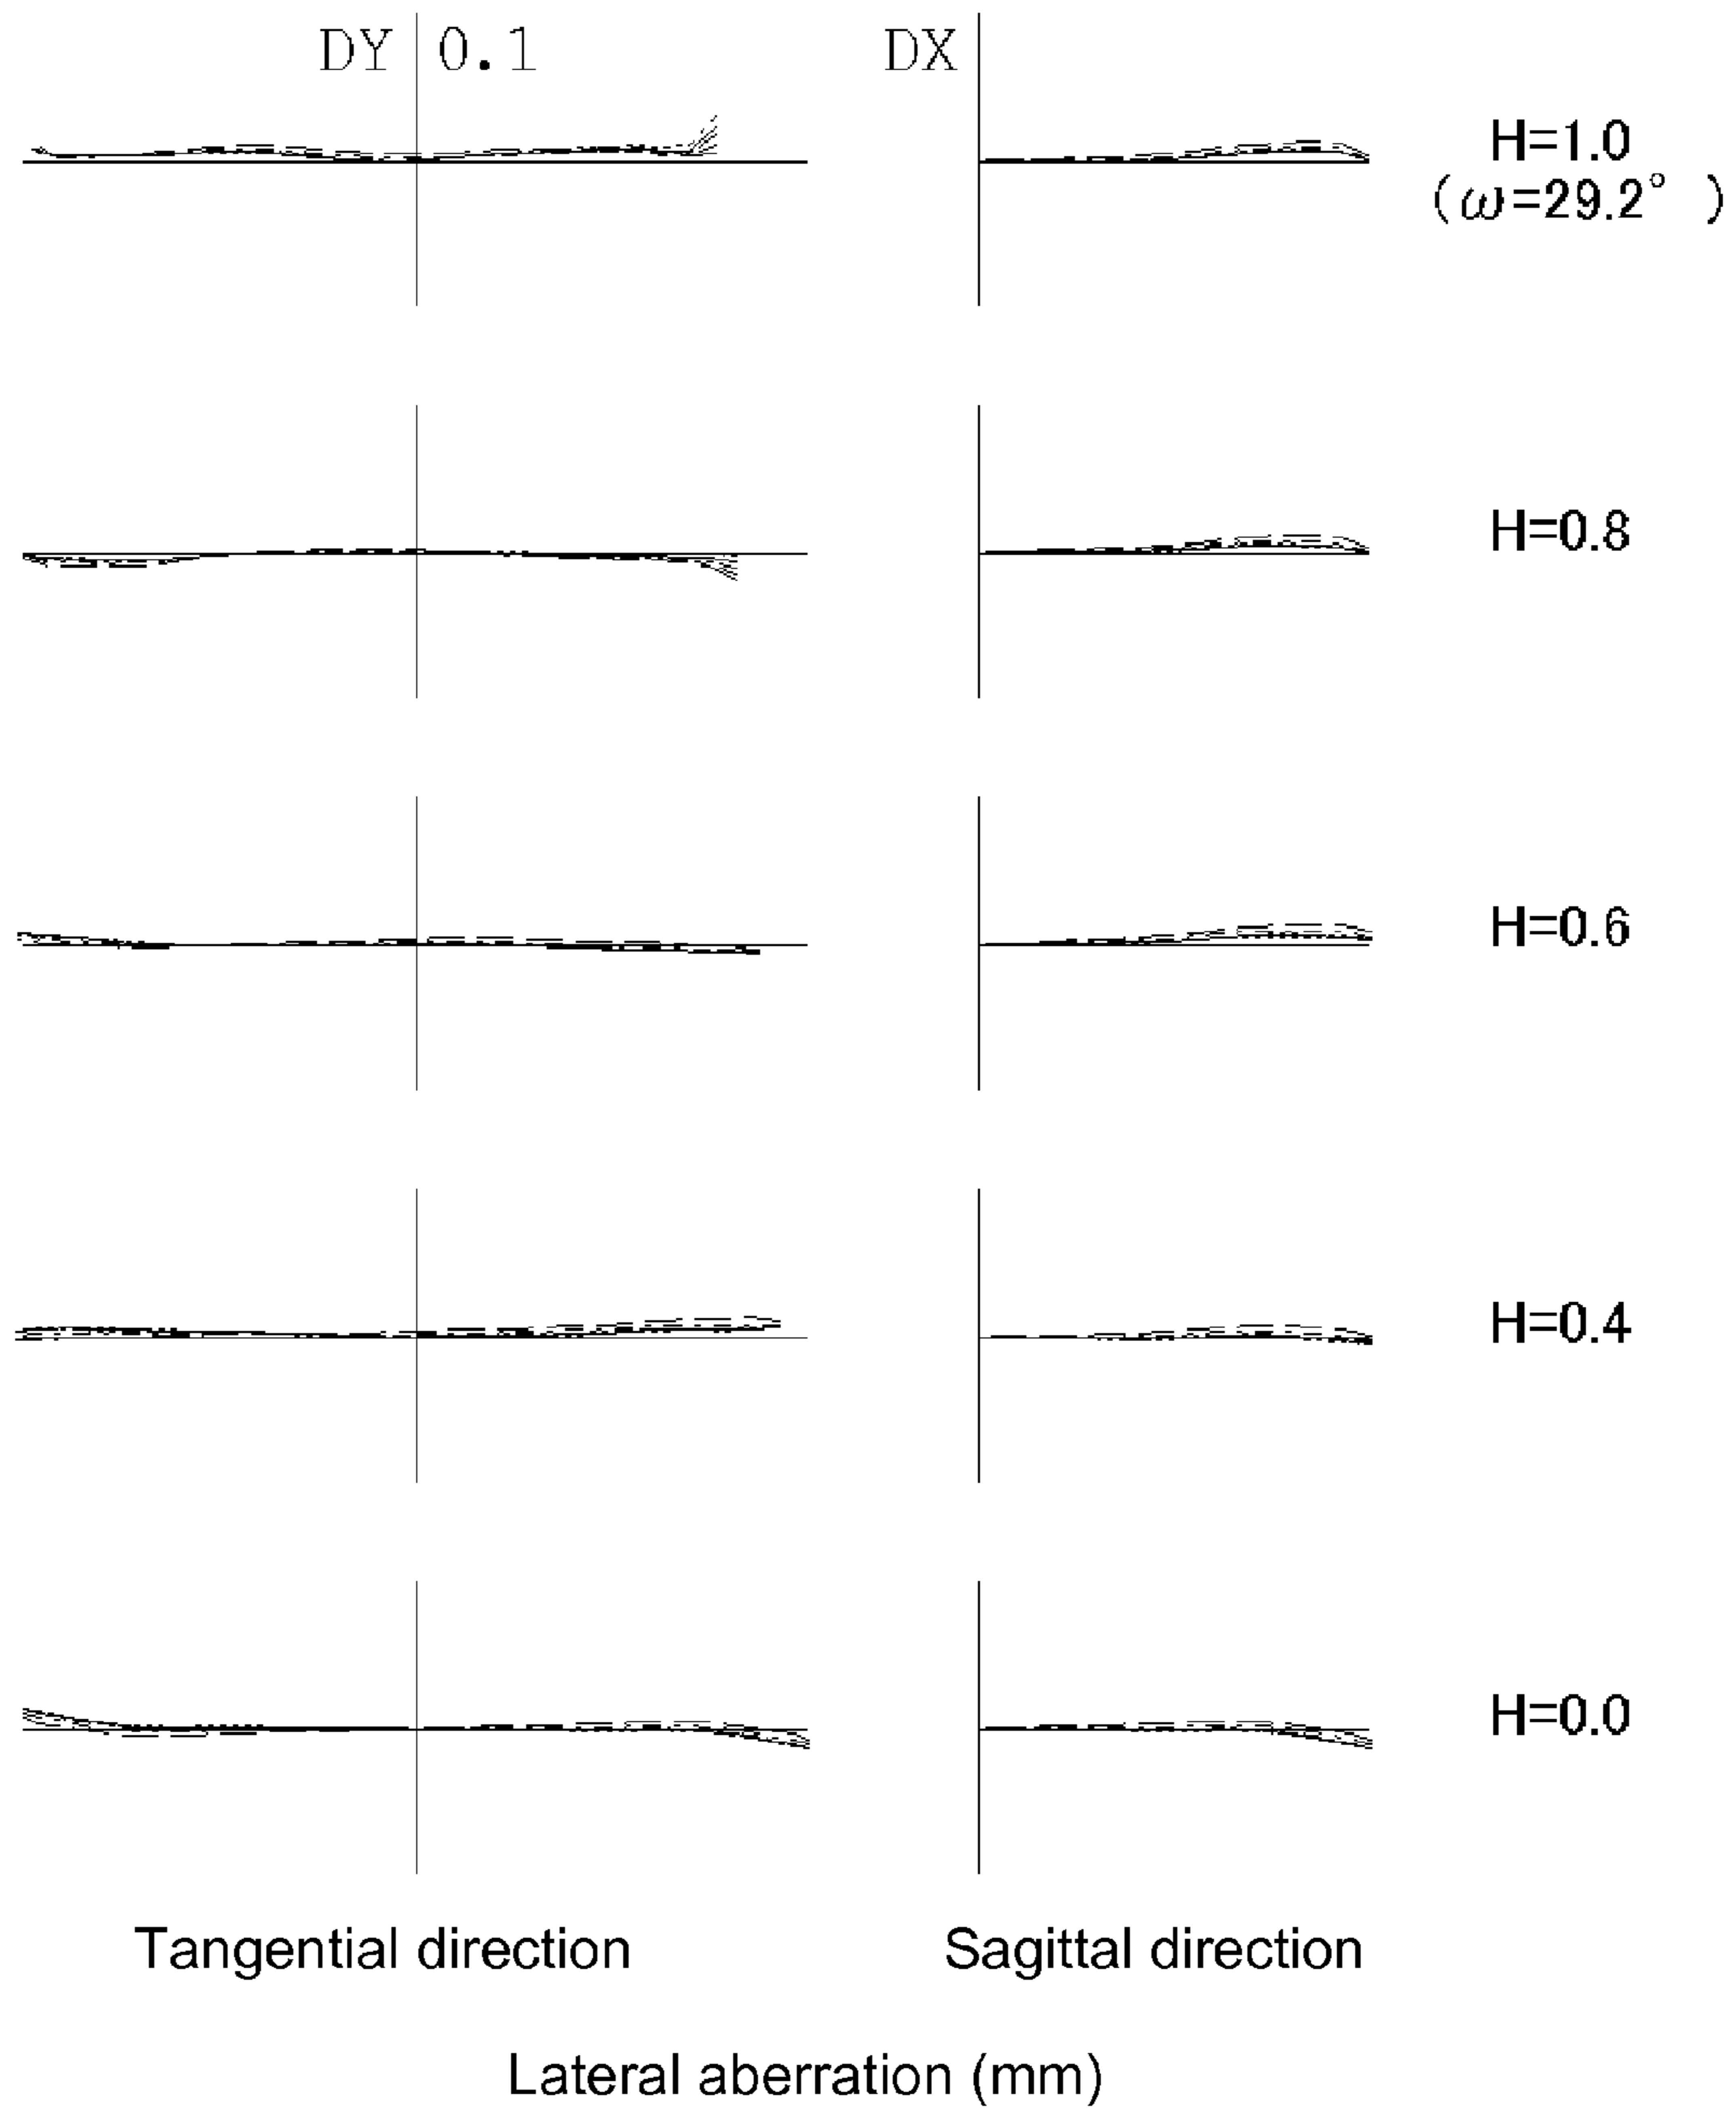 DY 0.1 DX
H=1.0
(ω=29.2° )
H=0.8
H=0.6
H=0.4
H=0.0
Tangential direction Sagittal direction
Lateral aberration (mm)